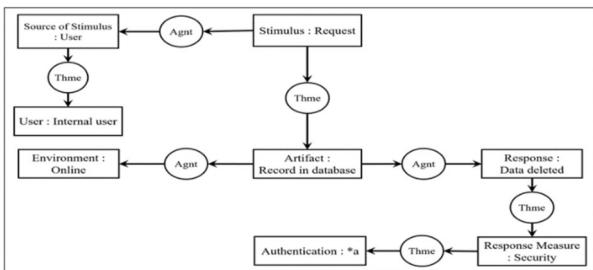 Source of Stimulus
: User
Agnt
Stimulus : Request
Thme
Thme
User : Internal user
Environment :
Online
Agnt
Artifact :
Record in database
Agnt
Response :
Data deleted
Thme
Authentication : *a
Thme
Response Measure
: Security